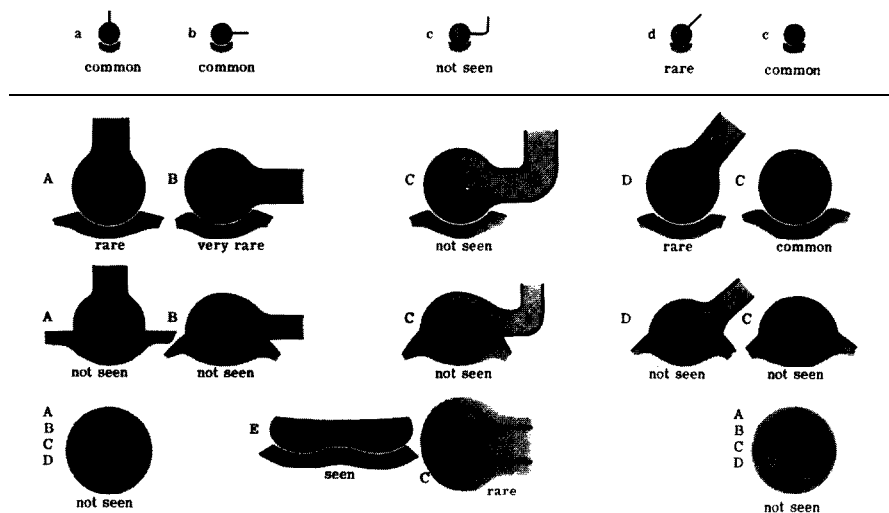 a b c d c
common common not seen rare common
A B C D C
rare very rare not seen rare common
A B C D C
not seen not seen not seen not seen not seen
A
B
C
D
not seen
E
seen
C
rare
A
B
C
D
not seen